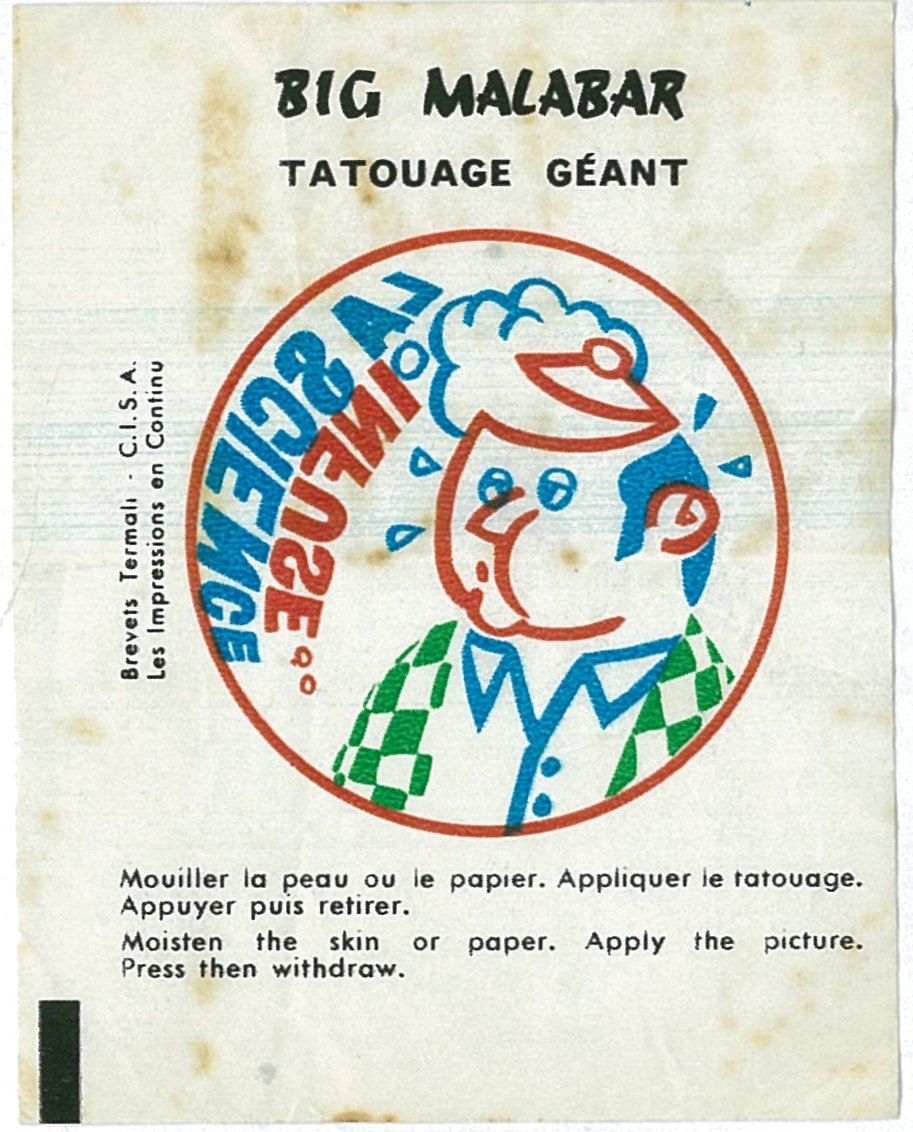 BIG MALABAR
TATOUAGE GÉANT
LA SCIENCE
INFUSE...
Brevets Termali - C.I.S.A.
Les Impressions en Continu
Mouiller la peau ou le papier. Appliquer le tatouage.
Appuyer puis retirer.
Moisten the skin or paper. Apply the picture.
Press then withdraw.